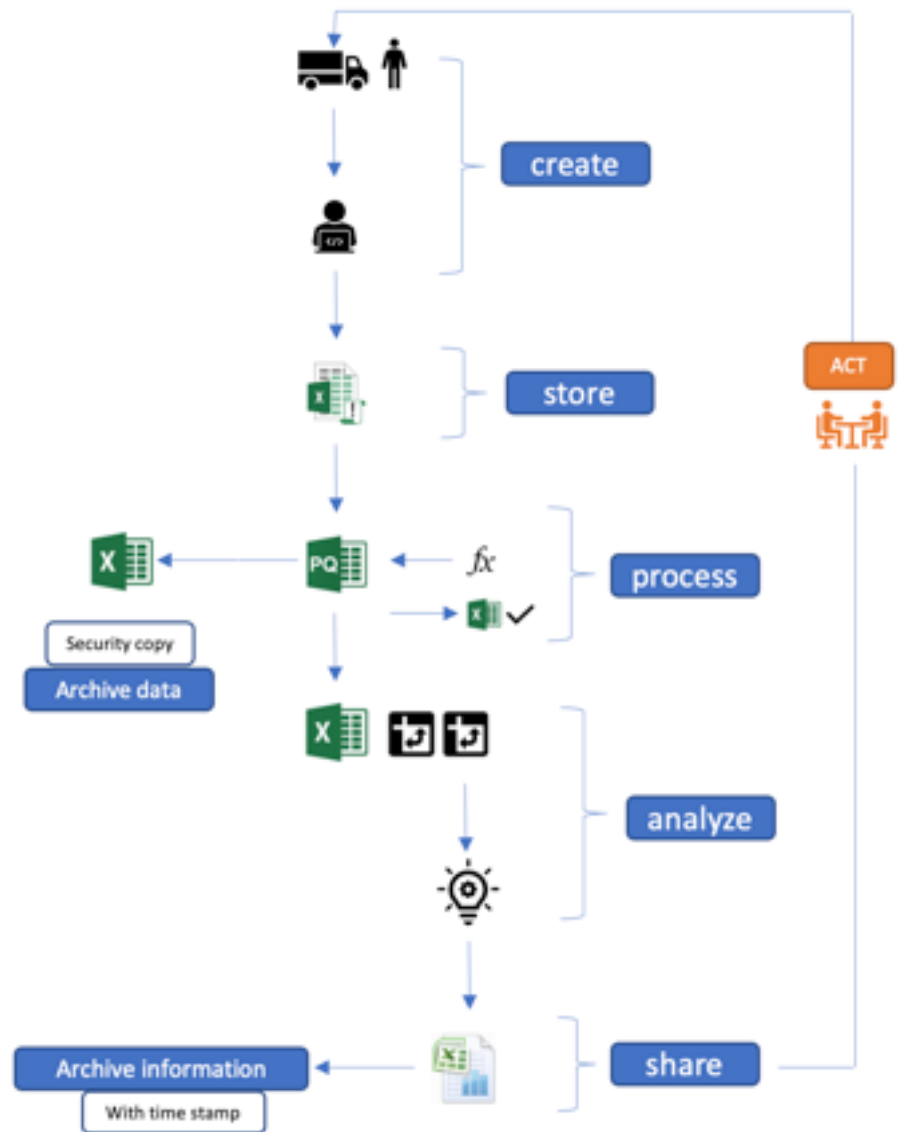 create
</>
store
ACT
X
X
PQ
fx
process
X
Security copy
Archive data
X
analyze
X
share
Archive information
With time stamp